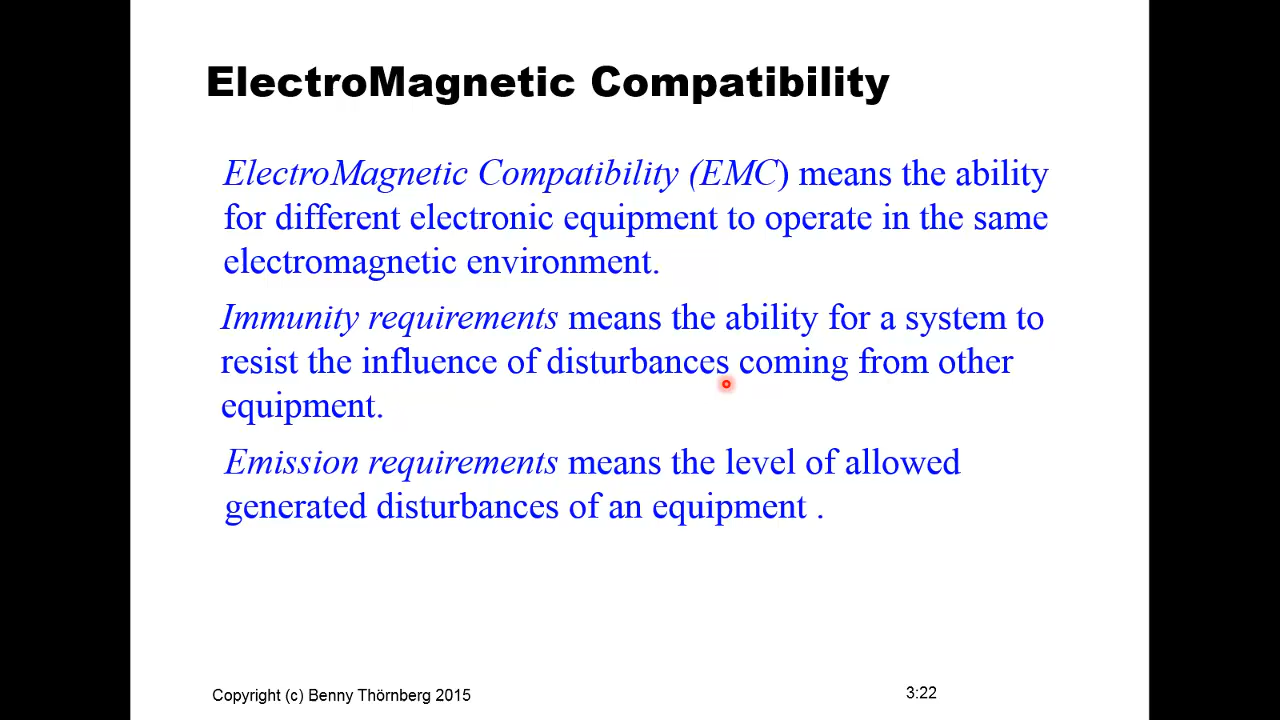 ElectroMagnetic Compatibility
ElectroMagnetic Compatibility (EMC) means the ability
for different electronic equipment to operate in the same
electromagnetic environment.
Immunity requirements means the ability for a system to
resist the influence of disturbances coming from other
equipment.
Emission requirements means the level of allowed
generated disturbances of an equipment .
Copyright (c) Benny Thörnberg 2015
3:22